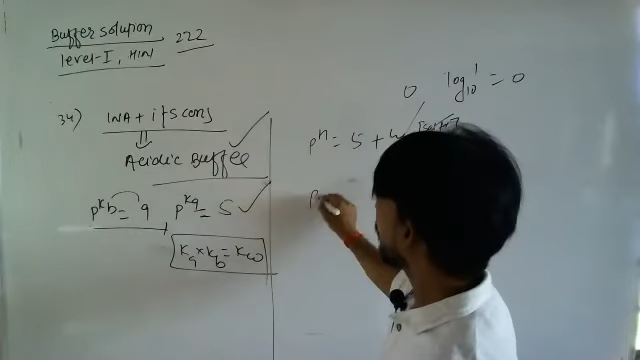 Buffer solution
level-I, HIN 222
34) WA + its conj
Acidic Buffer
pKb = 9 pKa = 5
Ka × Kb = Kw
0 log10 1 = 0
pH = 5 +